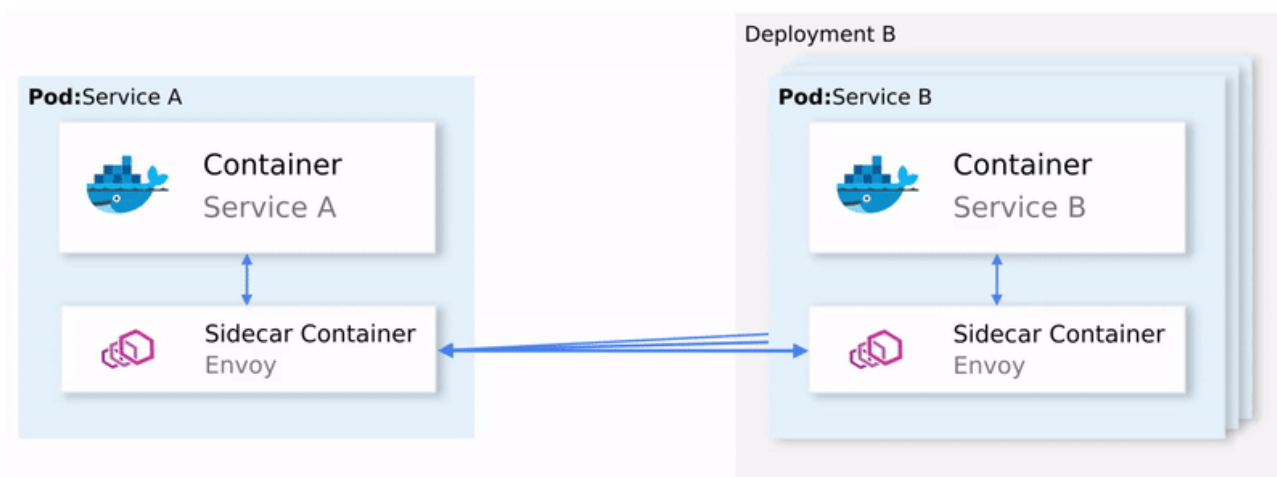 Deployment B
Pod:Service A
Container
Service A
Sidecar Container
Envoy
Pod:Service B
Container
Service B
Sidecar Container
Envoy